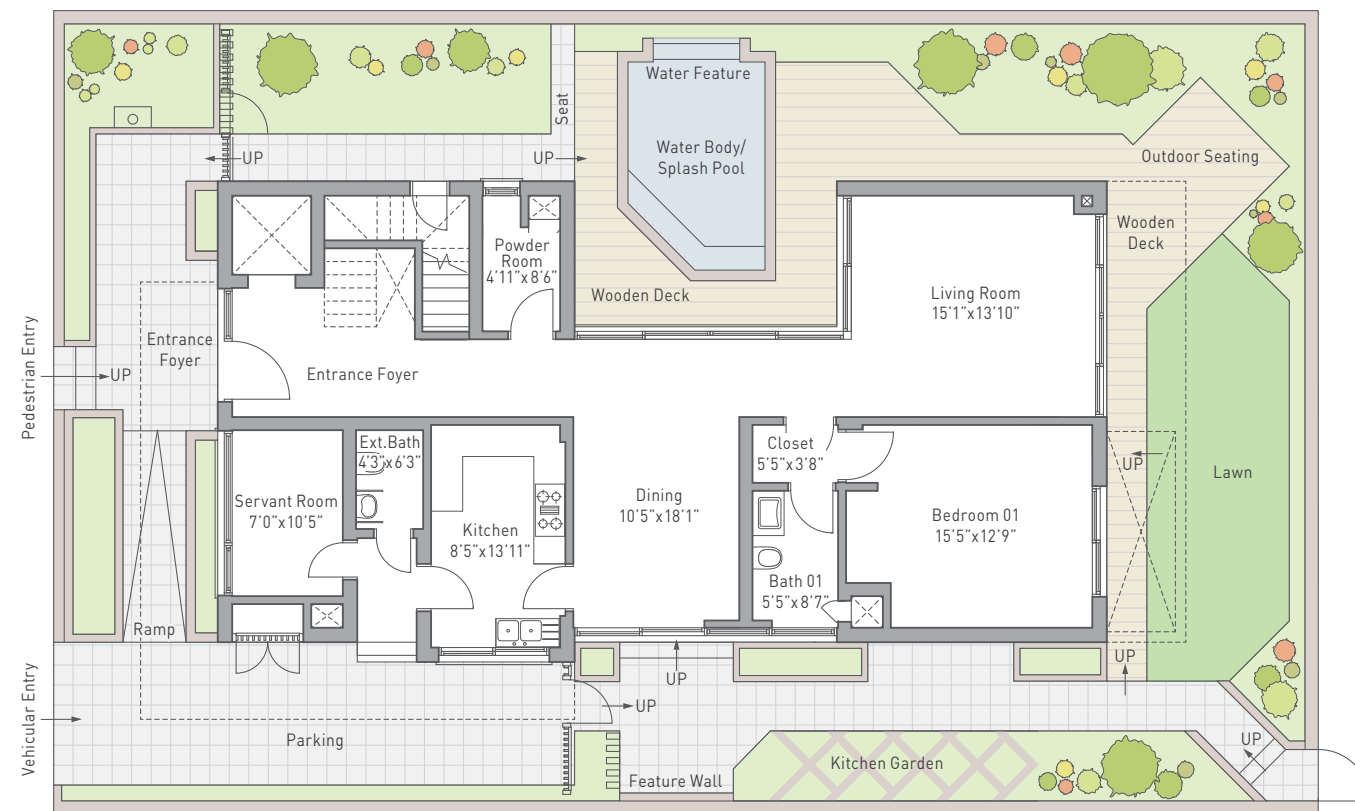 Water Feature
Seat
UP
UP
Water Body/
Splash Pool
Outdoor Seating
Wooden
Deck
Powder
Room
4'11"x8'6"
Wooden Deck
Living Room
15'1"x13'10"
Pedestrian Entry
UP
Entrance
Foyer
Entrance Foyer
Ext.Bath
4'3"x6'3"
Closet
5'5"x3'8"
UP
Lawn
Servant Room
7'0"x10'5"
Kitchen
8'5"x13'11"
Dining
10'5"x18'1"
Bedroom 01
15'5"x12'9"
Bath 01
5'5"x8'7"
Ramp
Vehicular Entry
UP
UP
UP
Parking
UP
Feature Wall
Kitchen Garden